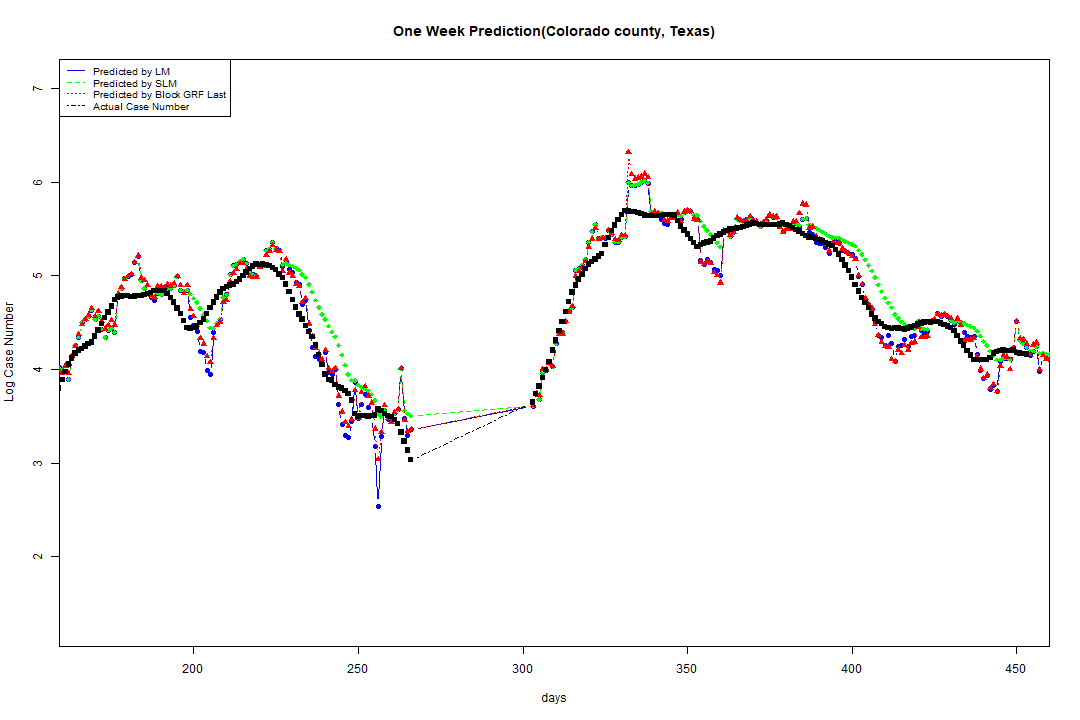 One Week Prediction(Colorado county, Texas)
Predicted by LM
Predicted by SLM
Predicted by Block GRF Last
Actual Case Number
7
6
5
4
3
2
Log Case Number
200 250 300 350 400 450
days